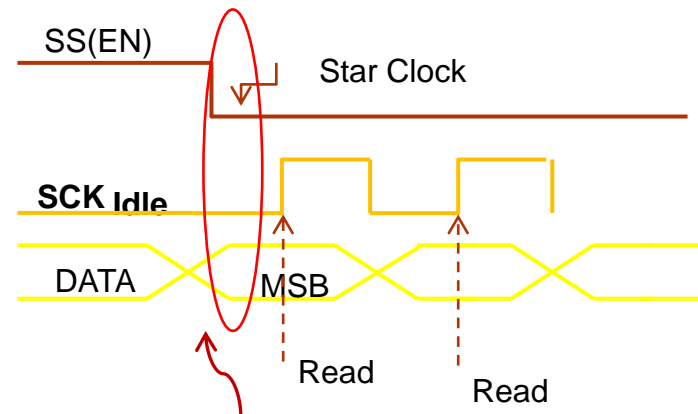 SS(EN)
Star Clock
SCK Idle
DATA
MSB
Read
Read